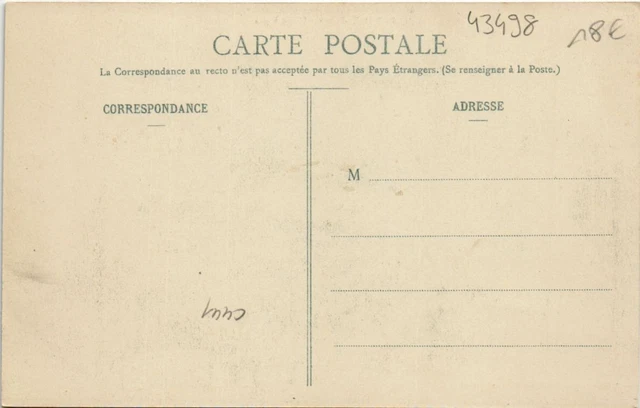 43498
18€
CARTE POSTALE
La Correspondance au recto n'est pas acceptée par tous les Pays Étrangers. (Se renseigner à la Poste.)
CORRESPONDANCE
ADRESSE
M